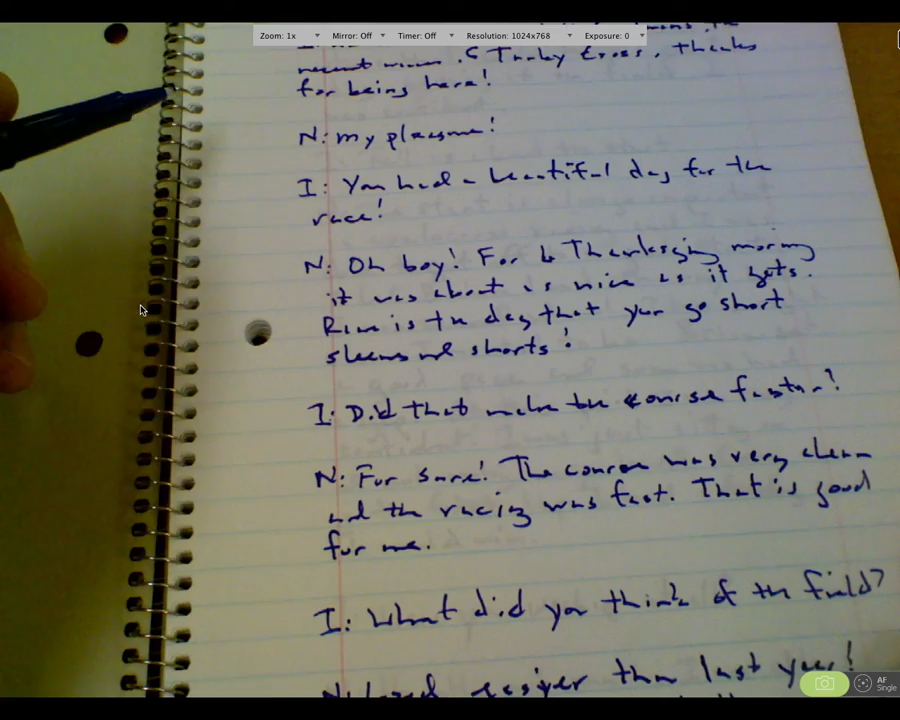 Zoom: 1x Mirror: Off Timer: Off Resolution: 1024x768 Exposure: 0
recent . Cross, thanks
for being here!
N: my pleasure!
I: You had a beautiful day for the
race!
N: Oh boy! For a Thanksgiving morning
it was about as nice as it gets.
is the day that you go short
sleeves and shorts!
I: Did that make the course faster?
N: For sure! The course was very clean
and the racing was fast. That is good
for me.
I: What did you think of the field?
N: easier than last year!
AF
Single